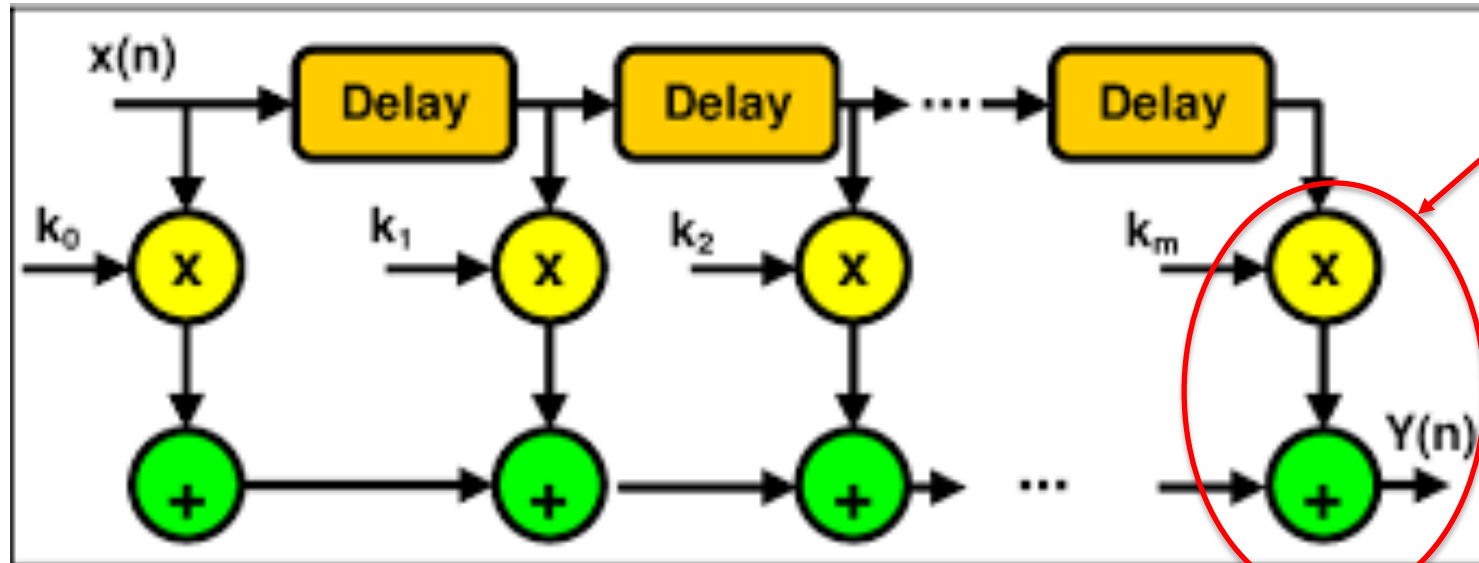 x(n)
Delay Delay ... Delay
k₀ x k₁ x k₂ x kₘ x
+ + + ... + Y(n)